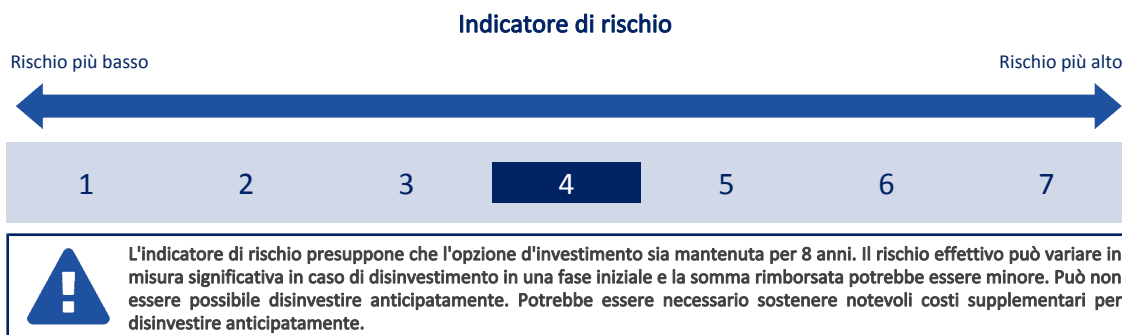 Indicatore di rischio
Rischio più basso
Rischio più alto
1 2 3 4 5 6 7
L'indicatore di rischio presuppone che l'opzione d'investimento sia mantenuta per 8 anni. Il rischio effettivo può variare in
misura significativa in caso di disinvestimento in una fase iniziale e la somma rimborsata potrebbe essere minore. Può non
essere possibile disinvestire anticipatamente. Potrebbe essere necessario sostenere notevoli costi supplementari per
disinvestire anticipatamente.